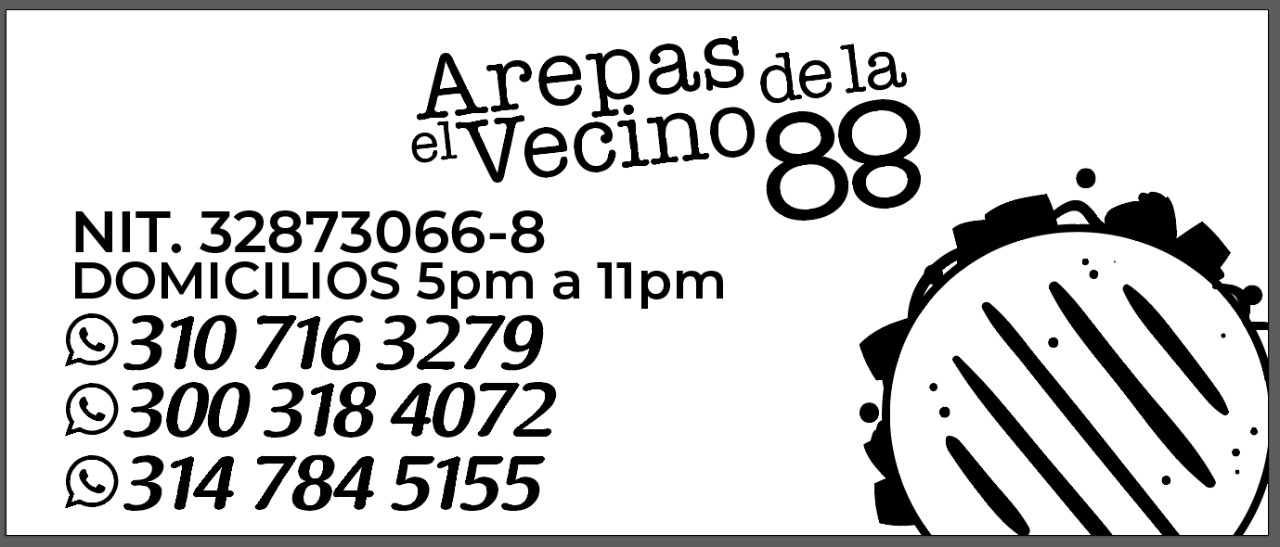 Arepas de la
el Vecino 88
NIT. 32873066-8
DOMICILIOS 5pm a 11pm
310 716 3279
300 318 4072
314 784 5155